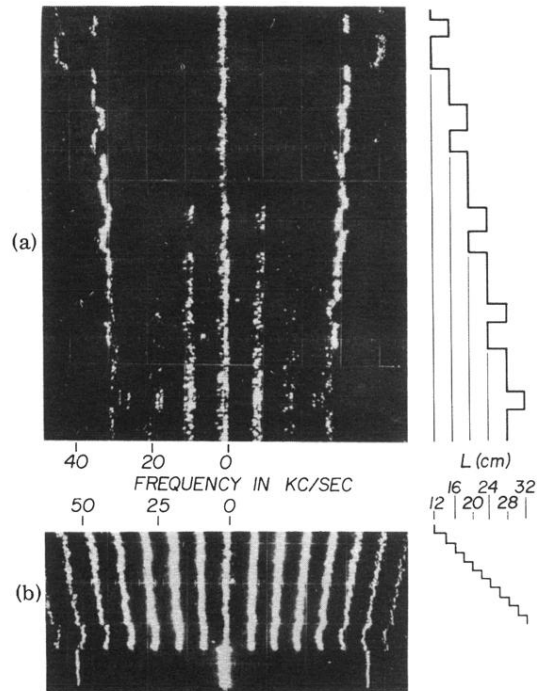 (a)
40 20 0
FREQUENCY IN KC/SEC
50 25 0
L (cm)
16 24 32
12 20 28
(b)